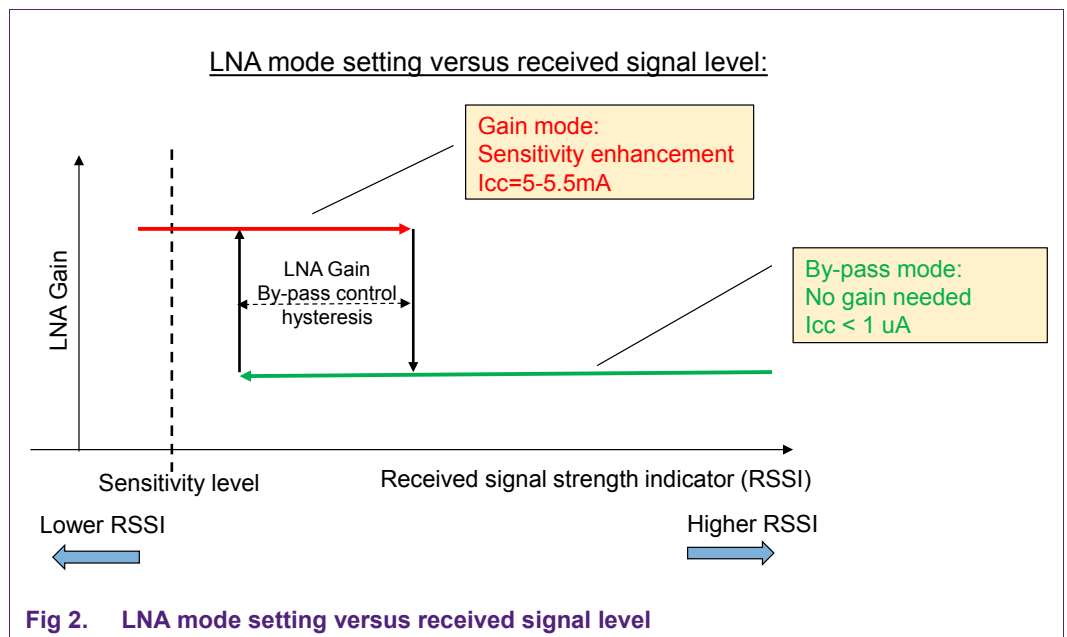 LNA mode setting versus received signal level:
Gain mode:
Sensitivity enhancement
Icc=5-5.5mA
LNA Gain
LNA Gain
By-pass control
hysteresis
By-pass mode:
No gain needed
Icc < 1 uA
Sensitivity level
Received signal strength indicator (RSSI)
Lower RSSI
Higher RSSI
Fig 2. LNA mode setting versus received signal level